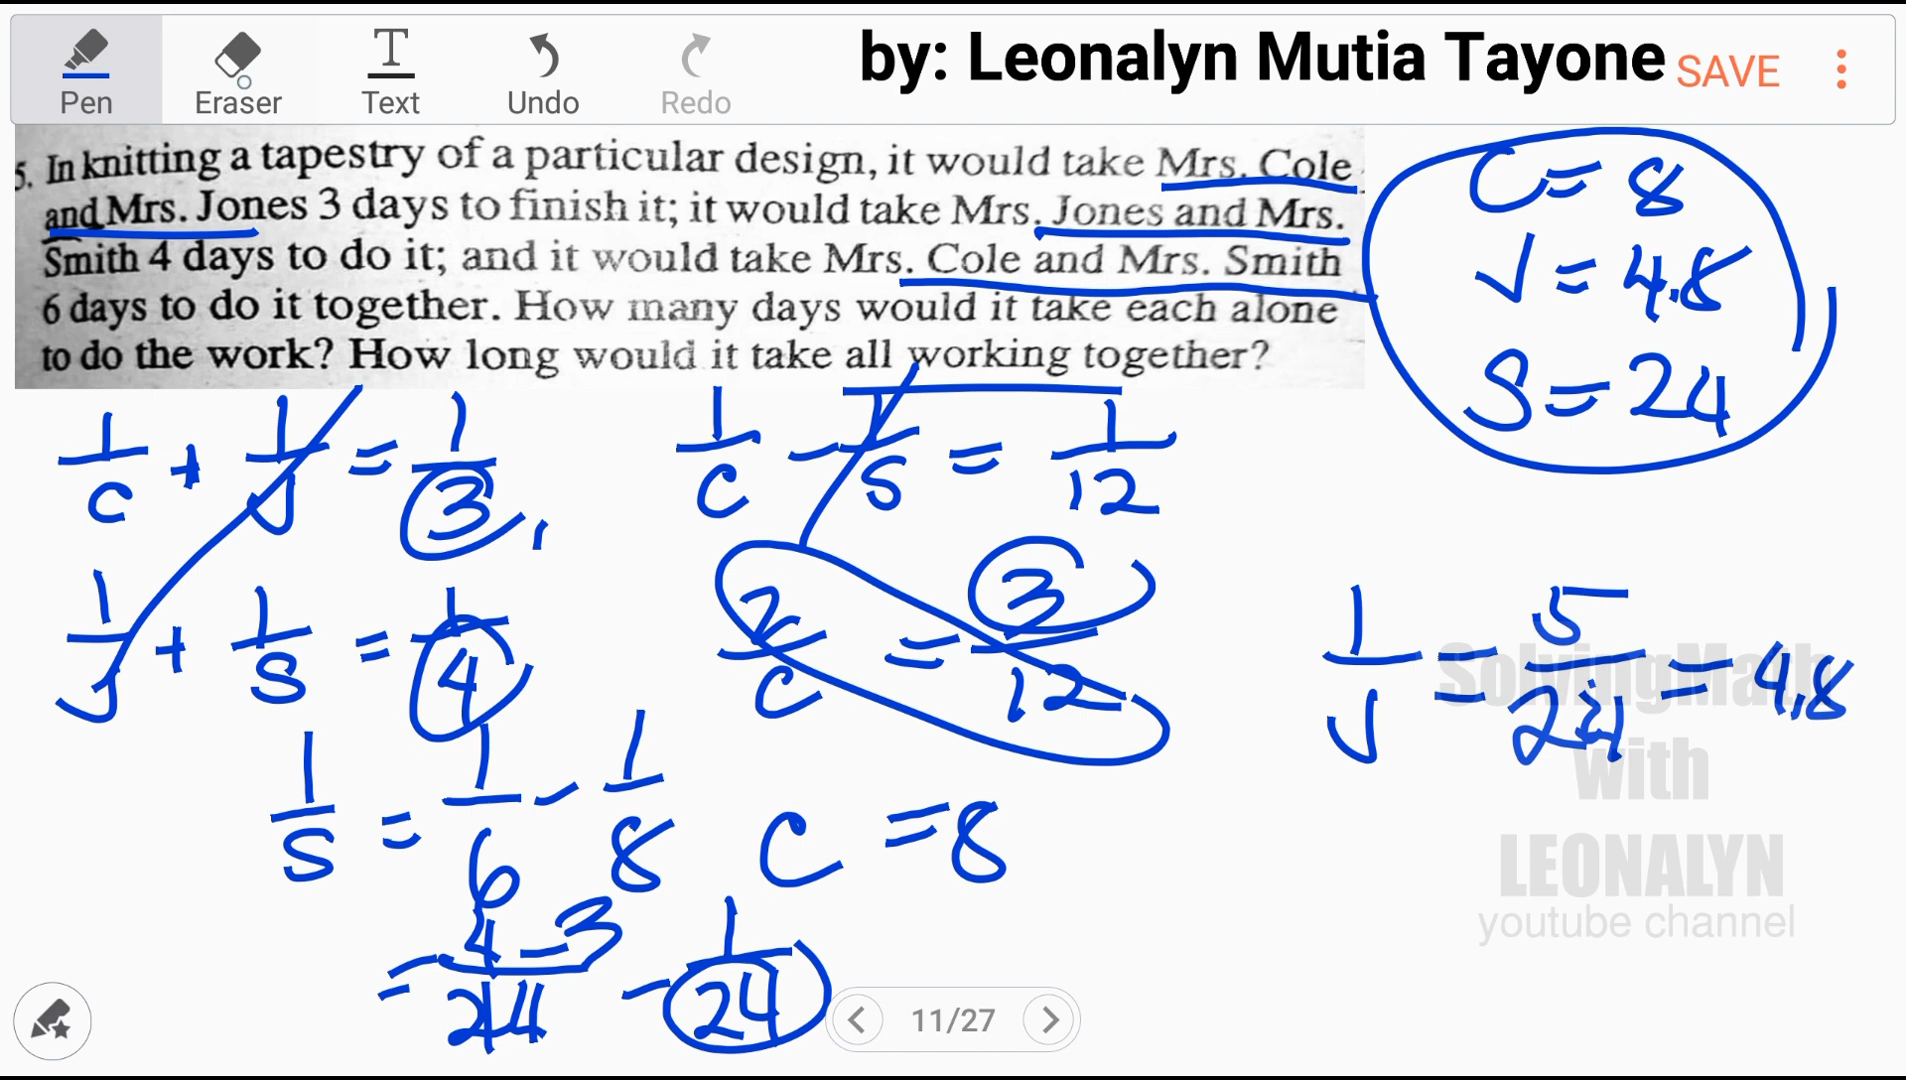 by: Leonalyn Mutia Tayone
SAVE
Pen
Eraser
Text
Undo
Redo
5. In knitting a tapestry of a particular design, it would take Mrs. Cole
and Mrs. Jones 3 days to finish it; it would take Mrs. Jones and Mrs.
Smith 4 days to do it; and it would take Mrs. Cole and Mrs. Smith
6 days to do it together. How many days would it take each alone
to do the work? How long would it take all working together?
C = 8
J = 4.8
S = 24
1/C + 1/J = 1/3,
1/J + 1/S = 1/4
1/S = 1/6 - 1/8
= 4-3/24 - 1/24
1/C - 1/S = 1/12
2/C = 3/12
C = 8
1/J = 5/24 = 4.8
SolvingMath
with
LEONALYN
youtube channel
11/27